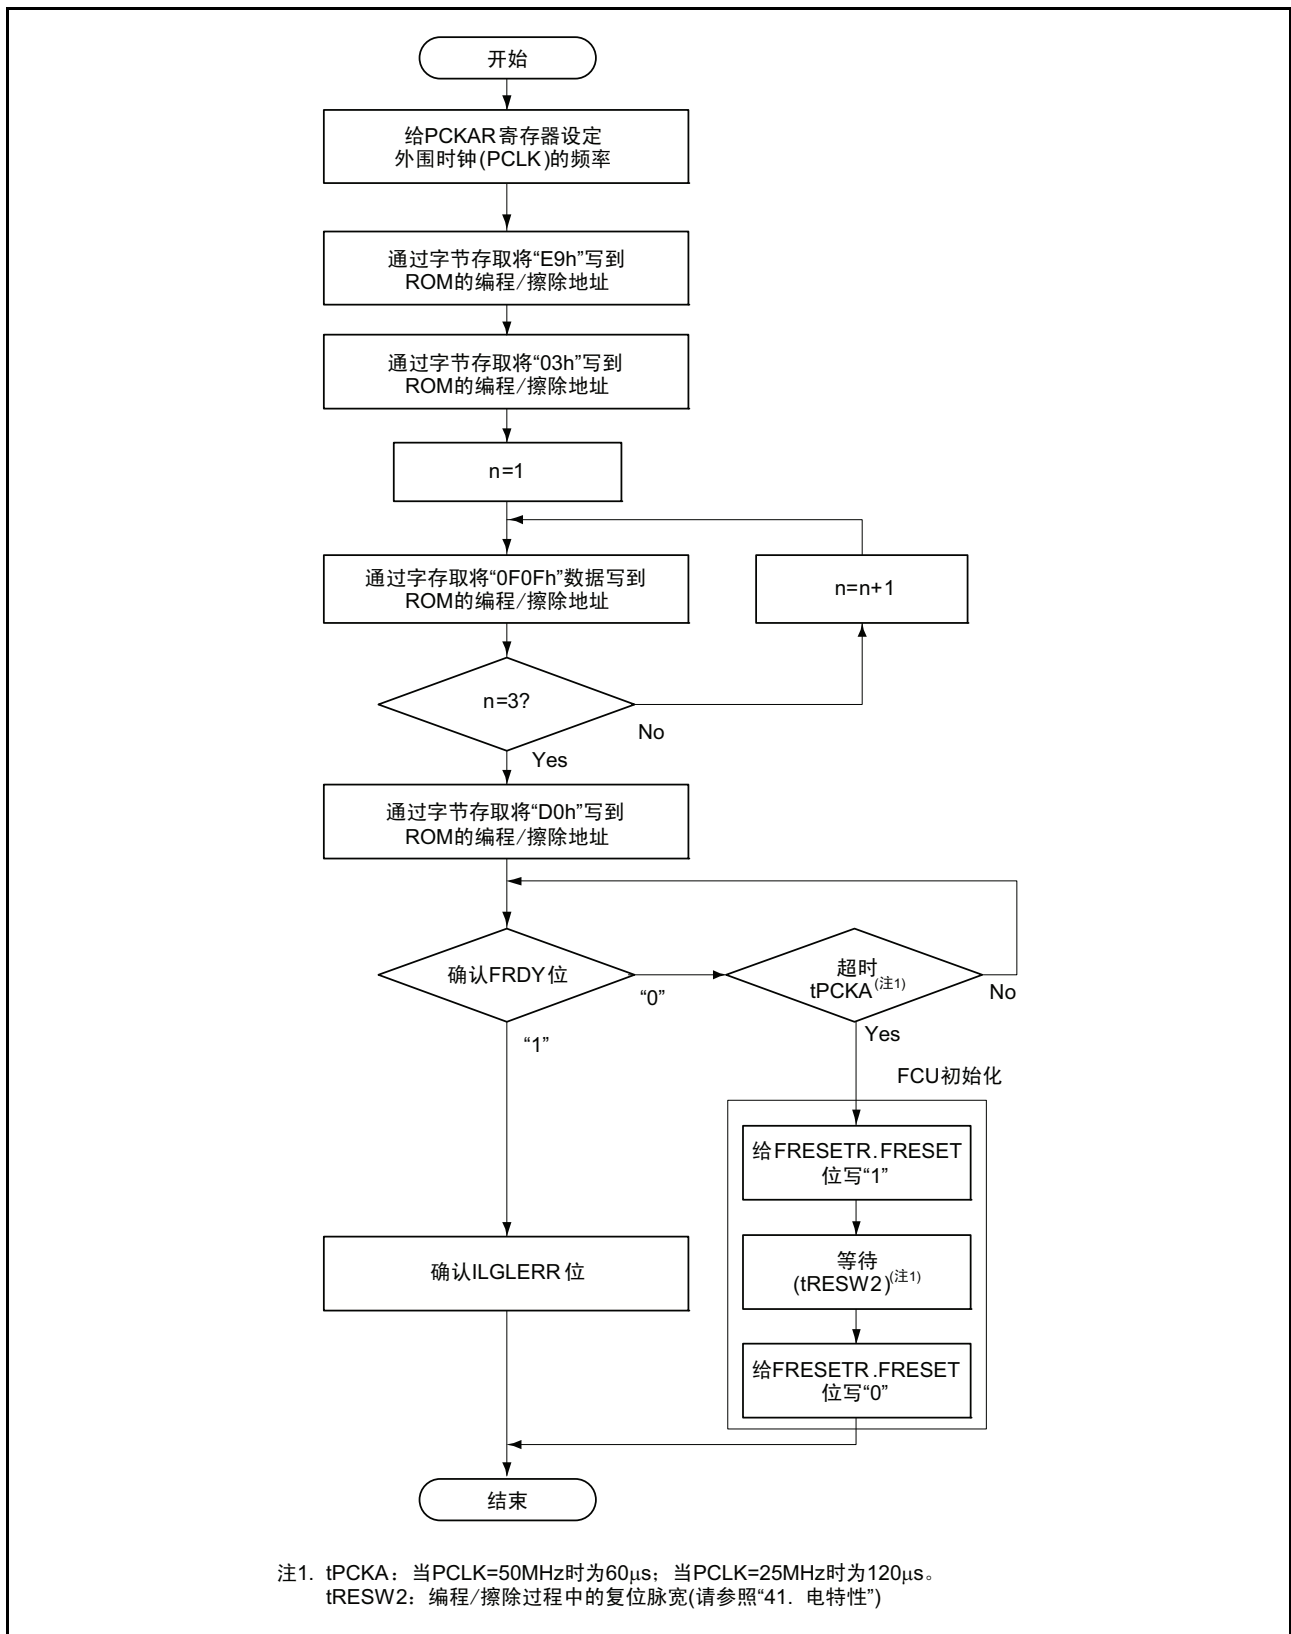 开始
给PCKAR寄存器设定
外围时钟(PCLK)的频率
通过字节存取将“E9h”写到
ROM的编程/擦除地址
通过字节存取将“03h”写到
ROM的编程/擦除地址
n=1
通过字存取将“0F0Fh”数据写到
ROM的编程/擦除地址
n=n+1
n=3?
No
Yes
通过字节存取将“D0h”写到
ROM的编程/擦除地址
确认FRDY位
“0”
“1”
超时
tPCKA(注1)
No
Yes
FCU初始化
给FRESETR.FRESET
位写“1”
等待
(tRESW2)(注1)
给FRESETR.FRESET
位写“0”
确认ILGLERR位
结束
注1. tPCKA：当PCLK=50MHz时为60μs；当PCLK=25MHz时为120μs。
tRESW2：编程/擦除过程中的复位脉宽(请参照“41. 电特性”)